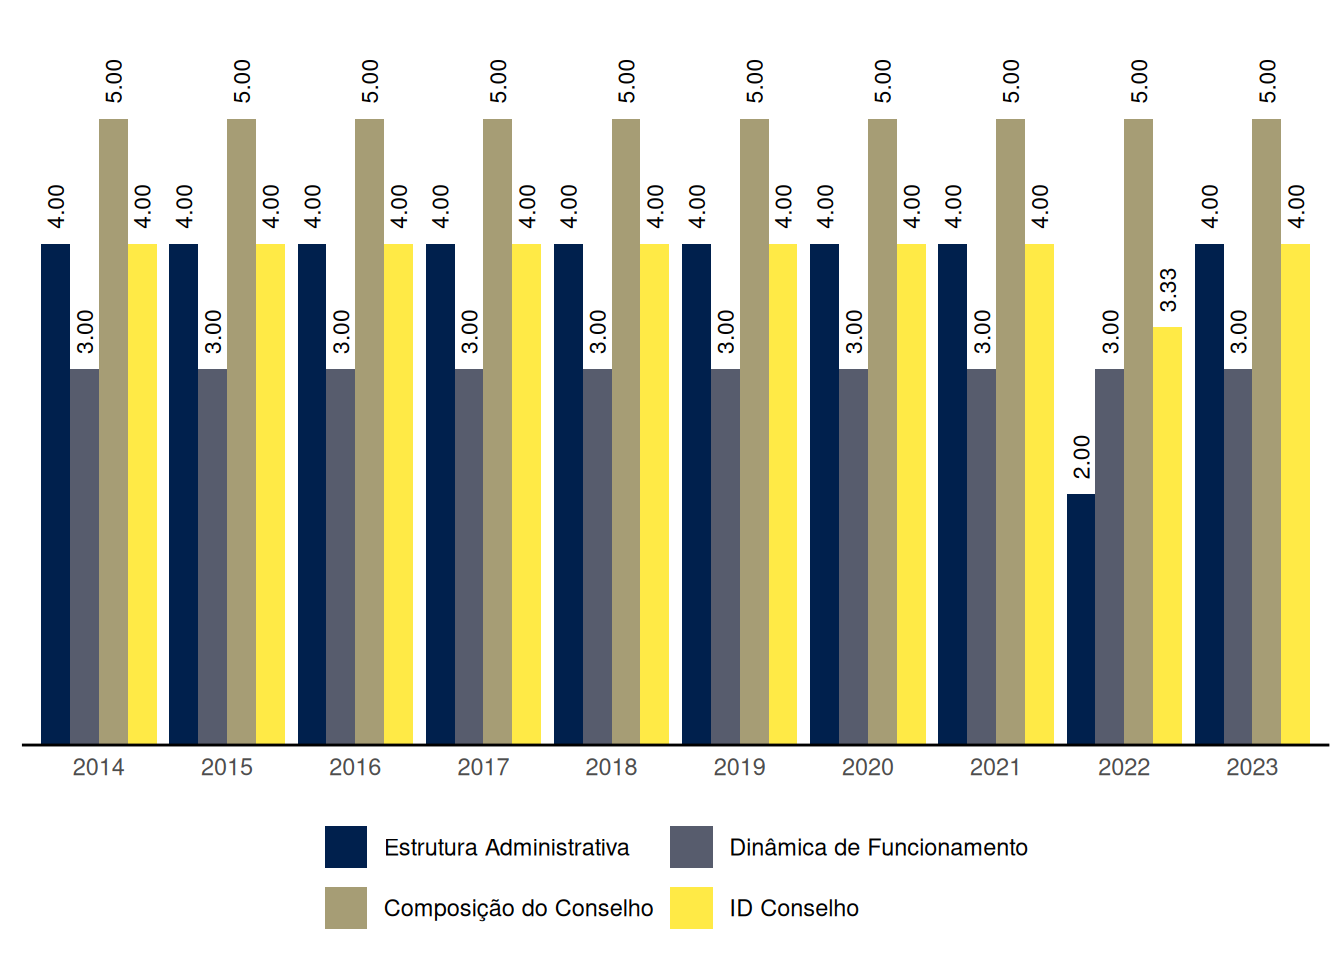 5.00 5.00 5.00 5.00 5.00 5.00 5.00 5.00 5.00 5.00
4.00 4.00 4.00 4.00 4.00 4.00 4.00 4.00 4.00 4.00 4.00 4.00 4.00 4.00 4.00 4.00 4.00 4.00
3.33
3.00 3.00 3.00 3.00 3.00 3.00 3.00 3.00 3.00 3.00
2.00
2014 2015 2016 2017 2018 2019 2020 2021 2022 2023
Estrutura Administrativa Dinâmica de Funcionamento
Composição do Conselho ID Conselho